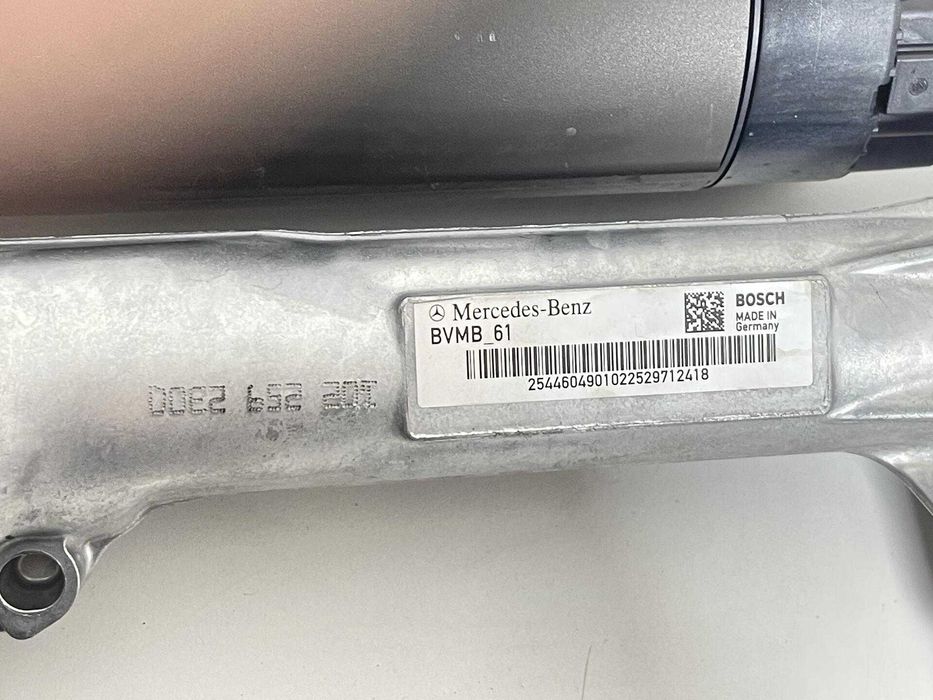 Mercedes-Benz
BVMB_61
BOSCH
MADE IN
Germany
2544604901022529712418